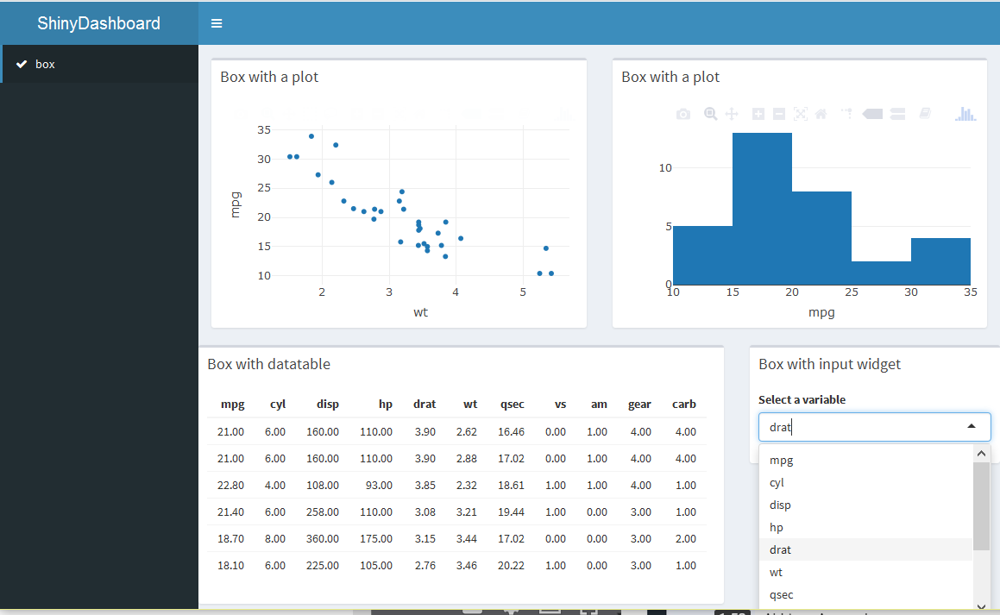 ShinyDashboard
box
Box with a plot
35
30
25
20
15
10
mpg
2 3 4 5
wt
Box with a plot
10
5
0
10 15 20 25 30 35
mpg
Box with datatable
mpg cyl disp hp drat wt qsec vs am gear carb
21.00 6.00 160.00 110.00 3.90 2.62 16.46 0.00 1.00 4.00 4.00
21.00 6.00 160.00 110.00 3.90 2.88 17.02 0.00 1.00 4.00 4.00
22.80 4.00 108.00 93.00 3.85 2.32 18.61 1.00 1.00 4.00 1.00
21.40 6.00 258.00 110.00 3.08 3.21 19.44 1.00 0.00 3.00 1.00
18.70 8.00 360.00 175.00 3.15 3.44 17.02 0.00 0.00 3.00 2.00
18.10 6.00 225.00 105.00 2.76 3.46 20.22 1.00 0.00 3.00 1.00
Box with input widget
Select a variable
drat
mpg
cyl
disp
hp
drat
wt
qsec